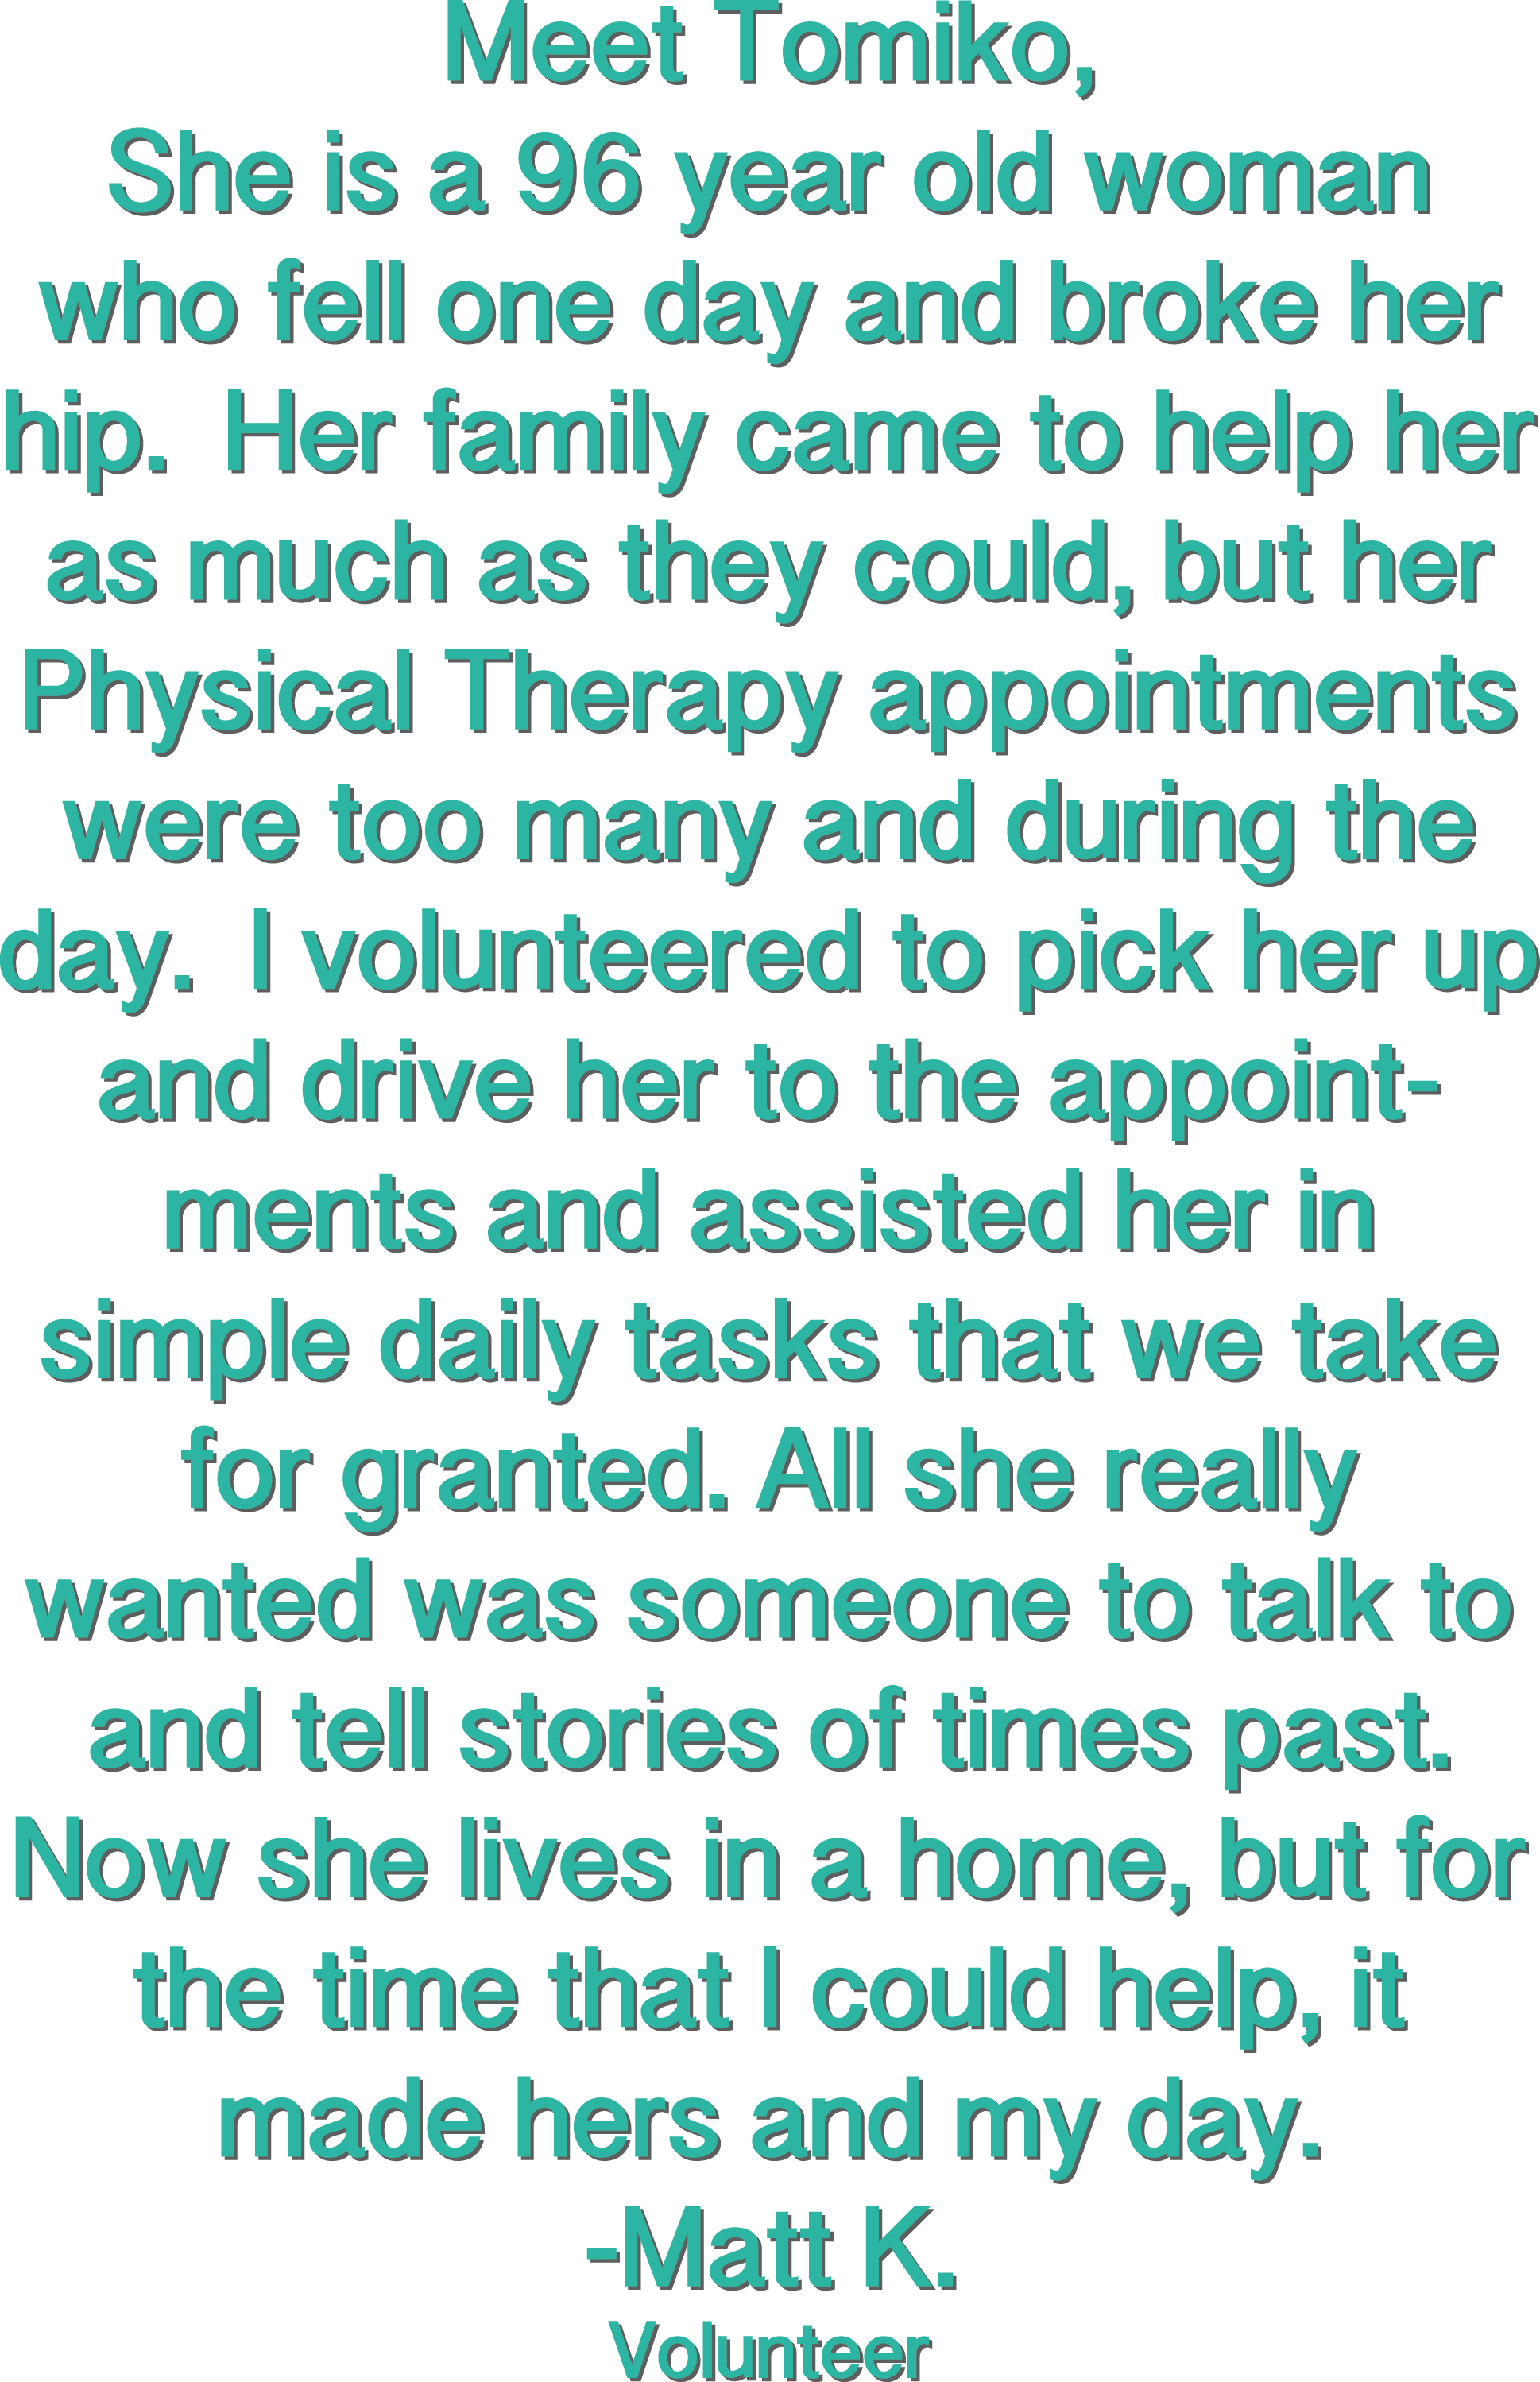 Meet Tomiko,
She is a 96 year old woman
who fell one day and broke her
hip. Her family came to help her
as much as they could, but her
Physical Therapy appointments
were too many and during the
day. I volunteered to pick her up
and drive her to the appoint-
ments and assisted her in
simple daily tasks that we take
for granted. All she really
wanted was someone to talk to
and tell stories of times past.
Now she lives in a home, but for
the time that I could help, it
made hers and my day.
-Matt K.
Volunteer